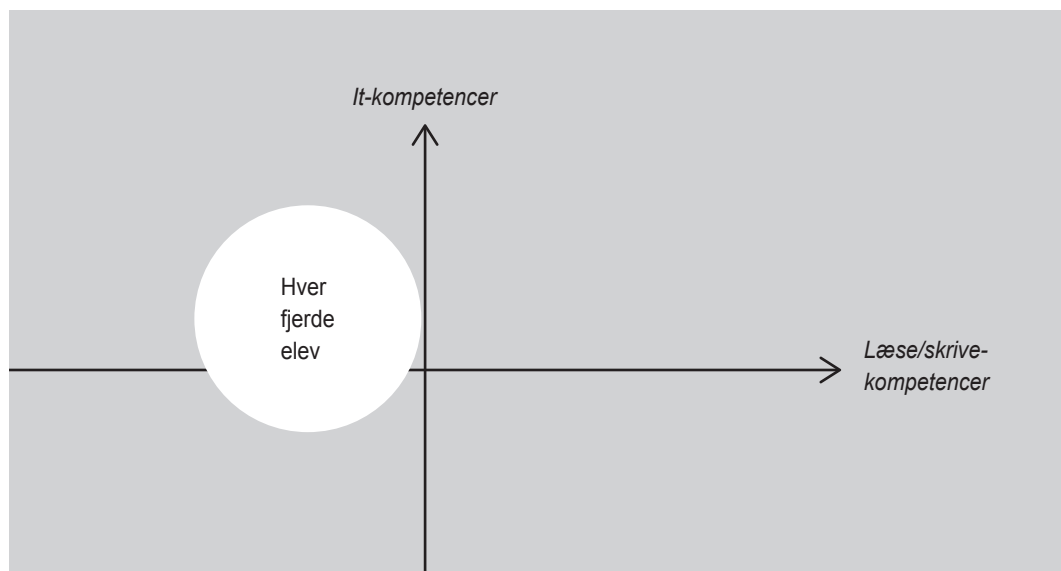 It-kompetencer
Hver
fjerde
elev
Læse/skrive-
kompetencer